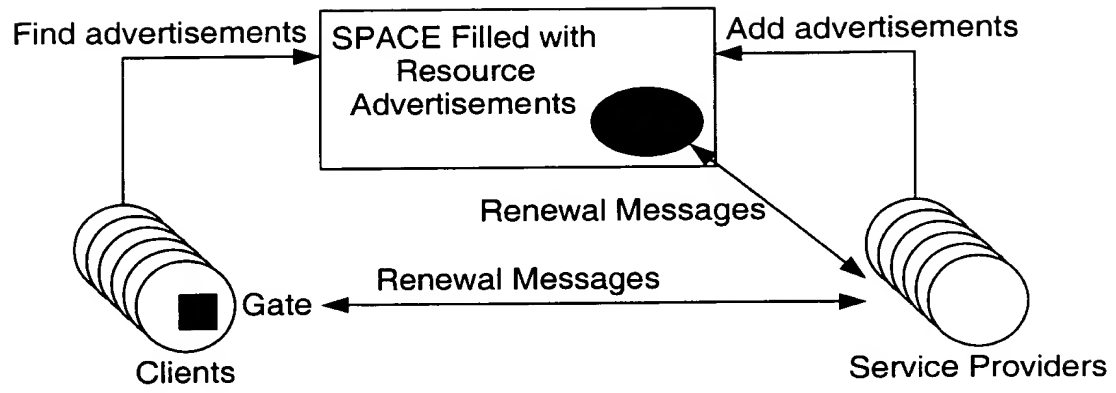 Find advertisements
SPACE Filled with
Resource
Advertisements
Add advertisements
Renewal Messages
Renewal Messages
Gate
Clients
Service Providers